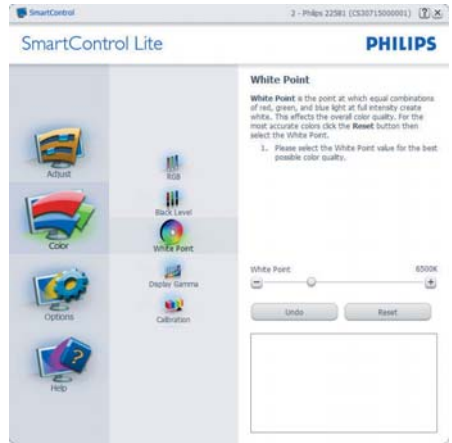 SmartControl
2 - Philips 225B1 (CS30715000001)
SmartControl Lite
PHILIPS
Adjust
Color
Options
Help
RGB
Black Level
White Point
Display Gamma
Calibration
White Point
White Point is the point at which equal combinations
of red, green, and blue light at full intensity create
white. This effects the overall color quality. For the
most accurate colors click the Reset button then
select the White Point.
1. Please select the White Point value for the best
possible color quality.
White Point
6500K
Undo
Reset